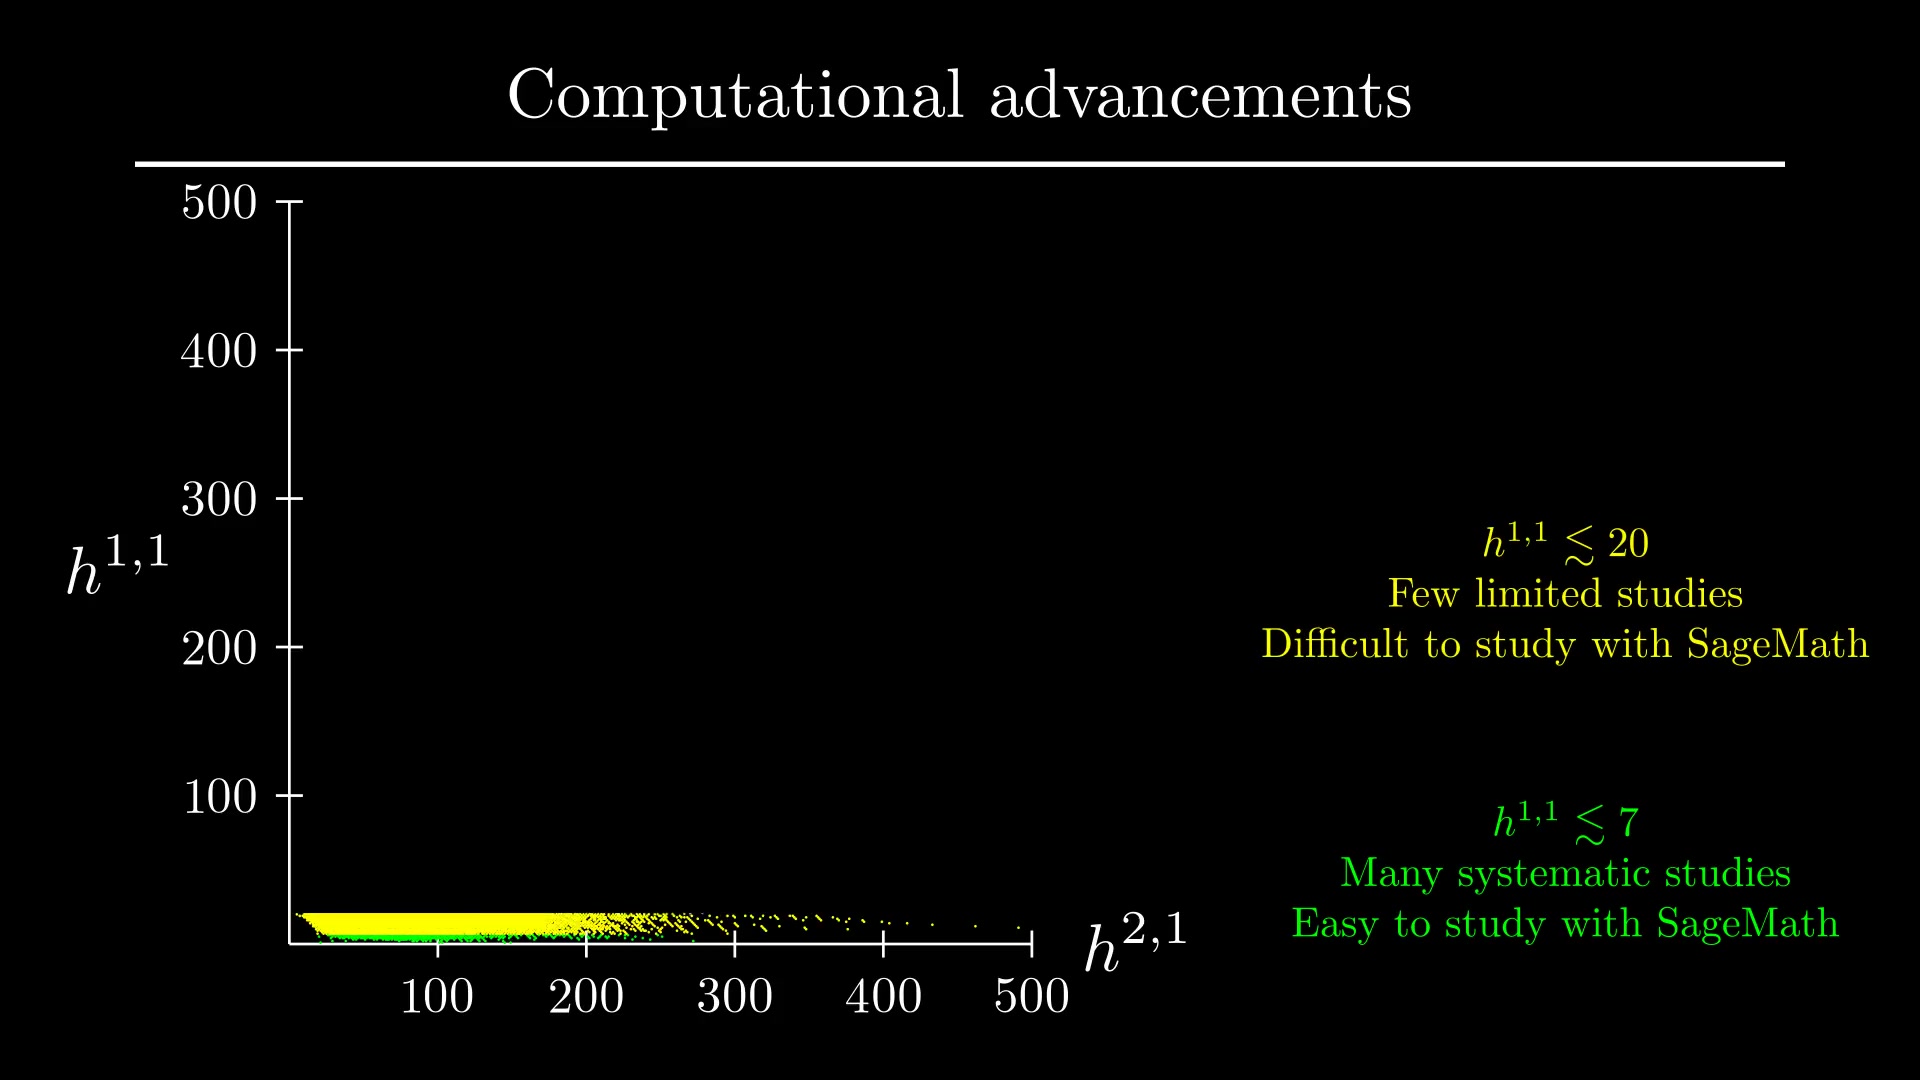 Computational advancements
500
400
300
h^{1,1}
200
100
h^{2,1}
100 200 300 400 500
h^{1,1} ≲ 20
Few limited studies
Difficult to study with SageMath
h^{1,1} ≲ 7
Many systematic studies
Easy to study with SageMath